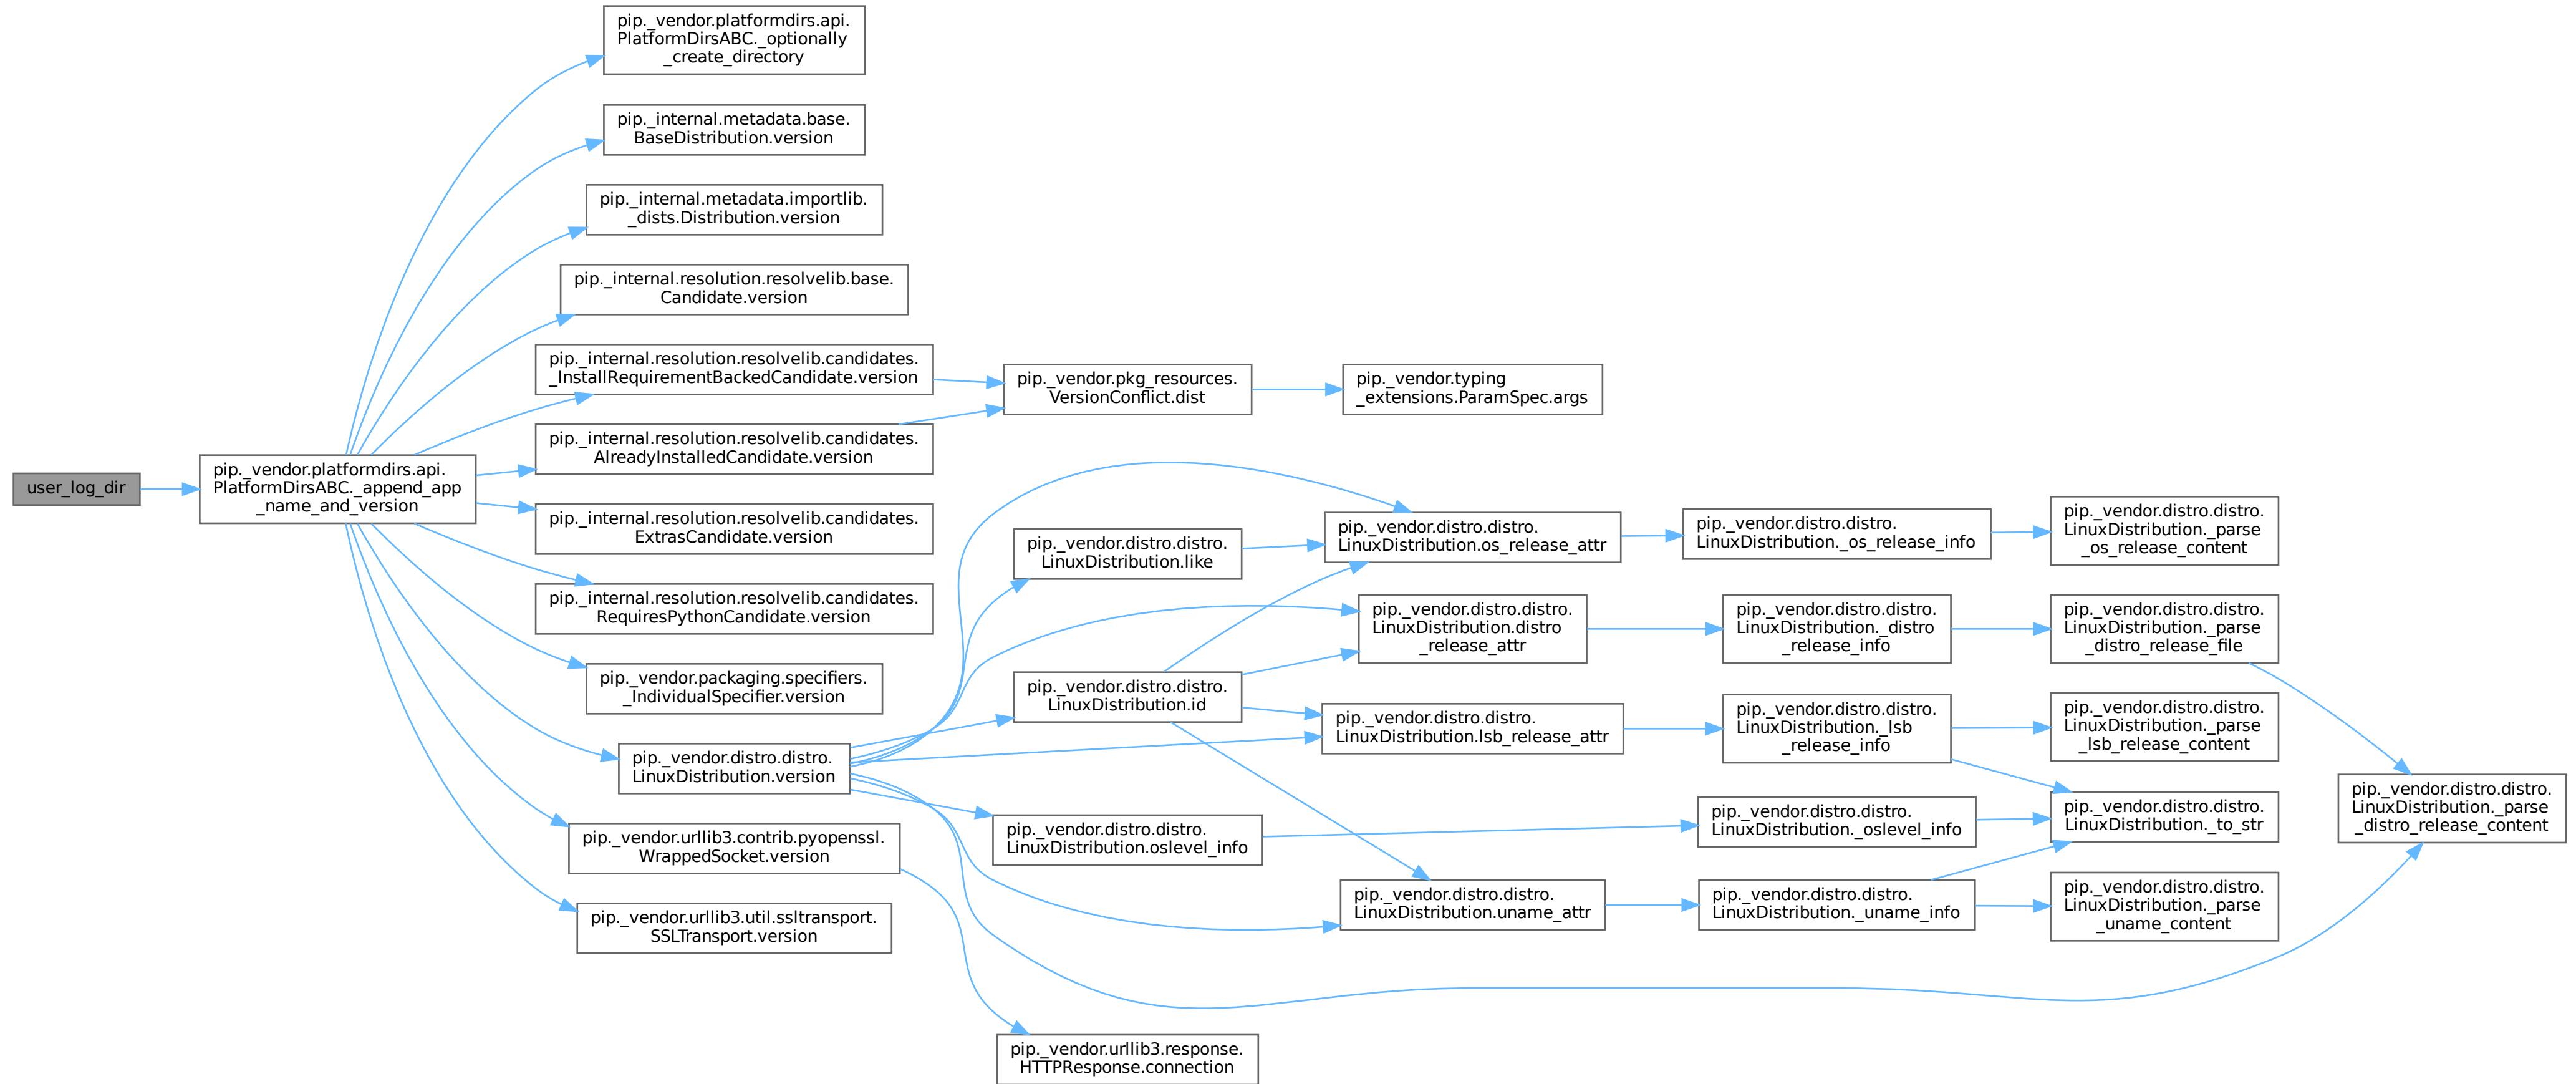 user_log_dir
pip._vendor.platformdirs.api.
PlatformDirsABC._append_app
_name_and_version
pip._vendor.platformdirs.api.
PlatformDirsABC._optionally
_create_directory
pip._internal.metadata.base.
BaseDistribution.version
pip._internal.metadata.importlib.
_dists.Distribution.version
pip._internal.resolution.resolvelib.base.
Candidate.version
pip._internal.resolution.resolvelib.candidates.
_InstallRequirementBackedCandidate.version
pip._internal.resolution.resolvelib.candidates.
AlreadyInstalledCandidate.version
pip._internal.resolution.resolvelib.candidates.
ExtrasCandidate.version
pip._internal.resolution.resolvelib.candidates.
RequiresPythonCandidate.version
pip._vendor.packaging.specifiers.
_IndividualSpecifier.version
pip._vendor.distro.distro.
LinuxDistribution.version
pip._vendor.urllib3.contrib.pyopenssl.
WrappedSocket.version
pip._vendor.urllib3.util.ssltransport.
SSLTransport.version
pip._vendor.pkg_resources.
VersionConflict.dist
pip._vendor.distro.distro.
LinuxDistribution.like
pip._vendor.distro.distro.
LinuxDistribution.id
pip._vendor.distro.distro.
LinuxDistribution.oslevel_info
pip._vendor.urllib3.response.
HTTPResponse.connection
pip._vendor.typing
_extensions.ParamSpec.args
pip._vendor.distro.distro.
LinuxDistribution.os_release_attr
pip._vendor.distro.distro.
LinuxDistribution.distro
_release_attr
pip._vendor.distro.distro.
LinuxDistribution.lsb_release_attr
pip._vendor.distro.distro.
LinuxDistribution.uname_attr
pip._vendor.distro.distro.
LinuxDistribution._os_release_info
pip._vendor.distro.distro.
LinuxDistribution._distro
_release_info
pip._vendor.distro.distro.
LinuxDistribution._lsb
_release_info
pip._vendor.distro.distro.
LinuxDistribution._oslevel_info
pip._vendor.distro.distro.
LinuxDistribution._uname_info
pip._vendor.distro.distro.
LinuxDistribution._parse
_os_release_content
pip._vendor.distro.distro.
LinuxDistribution._parse
_distro_release_file
pip._vendor.distro.distro.
LinuxDistribution._parse
_lsb_release_content
pip._vendor.distro.distro.
LinuxDistribution._to_str
pip._vendor.distro.distro.
LinuxDistribution._parse
_uname_content
pip._vendor.distro.distro.
LinuxDistribution._parse
_distro_release_content